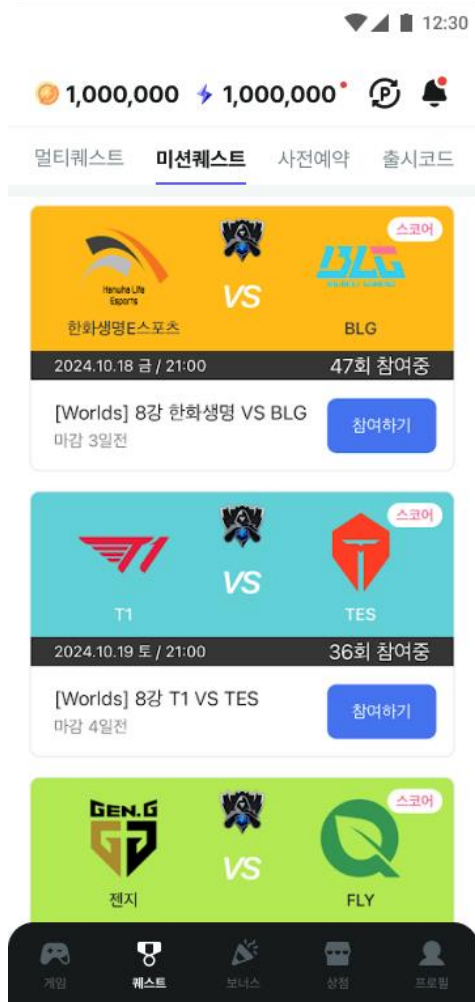 12:30
1,000,000 1,000,000 P
멀티퀘스트 미션퀘스트 사전예약 출시코드
스코어
Hanwha Life
Esports
BLG
VS
한화생명E스포츠 BLG
2024.10.18 금 / 21:00 47회 참여중
[Worlds] 8강 한화생명 VS BLG
마감 3일전
참여하기
스코어
T1
VS
T1 TES
2024.10.19 토 / 21:00 36회 참여중
[Worlds] 8강 T1 VS TES
마감 4일전
참여하기
스코어
GEN.G
VS
젠지 FLY
게임 퀘스트 보너스 상점 프로필